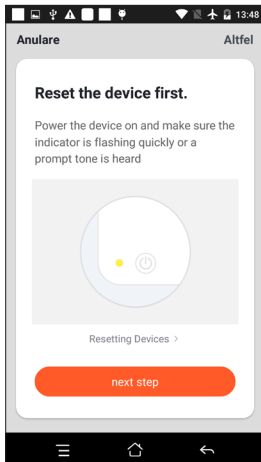 13:48
Anulare
Altfel
Reset the device first.
Power the device on and make sure the
indicator is flashing quickly or a
prompt tone is heard
Resetting Devices >
next step